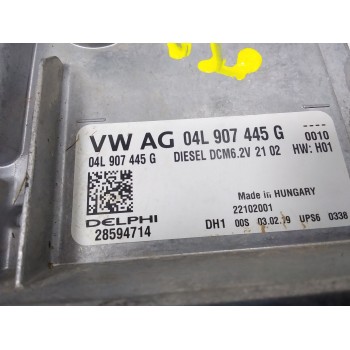 VW AG 04L 907 445 G 0010
04L 907 445 G DIESEL DCM6.2V 21 02 HW: H01
Made in HUNGARY
22102001
DELPHI
28594714
DH1 00S 03.02.19 UPS6 0338